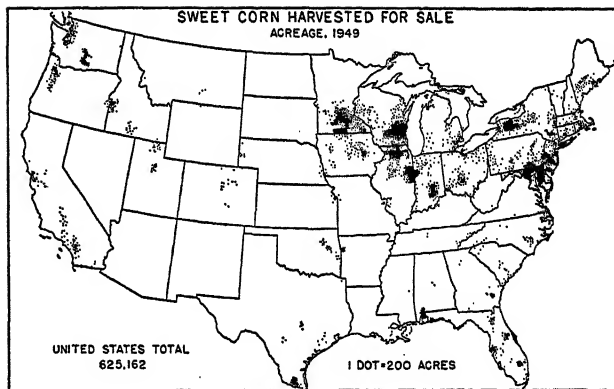 SWEET CORN HARVESTED FOR SALE
ACREAGE, 1949
UNITED STATES TOTAL
625,162
1 DOT=200 ACRES